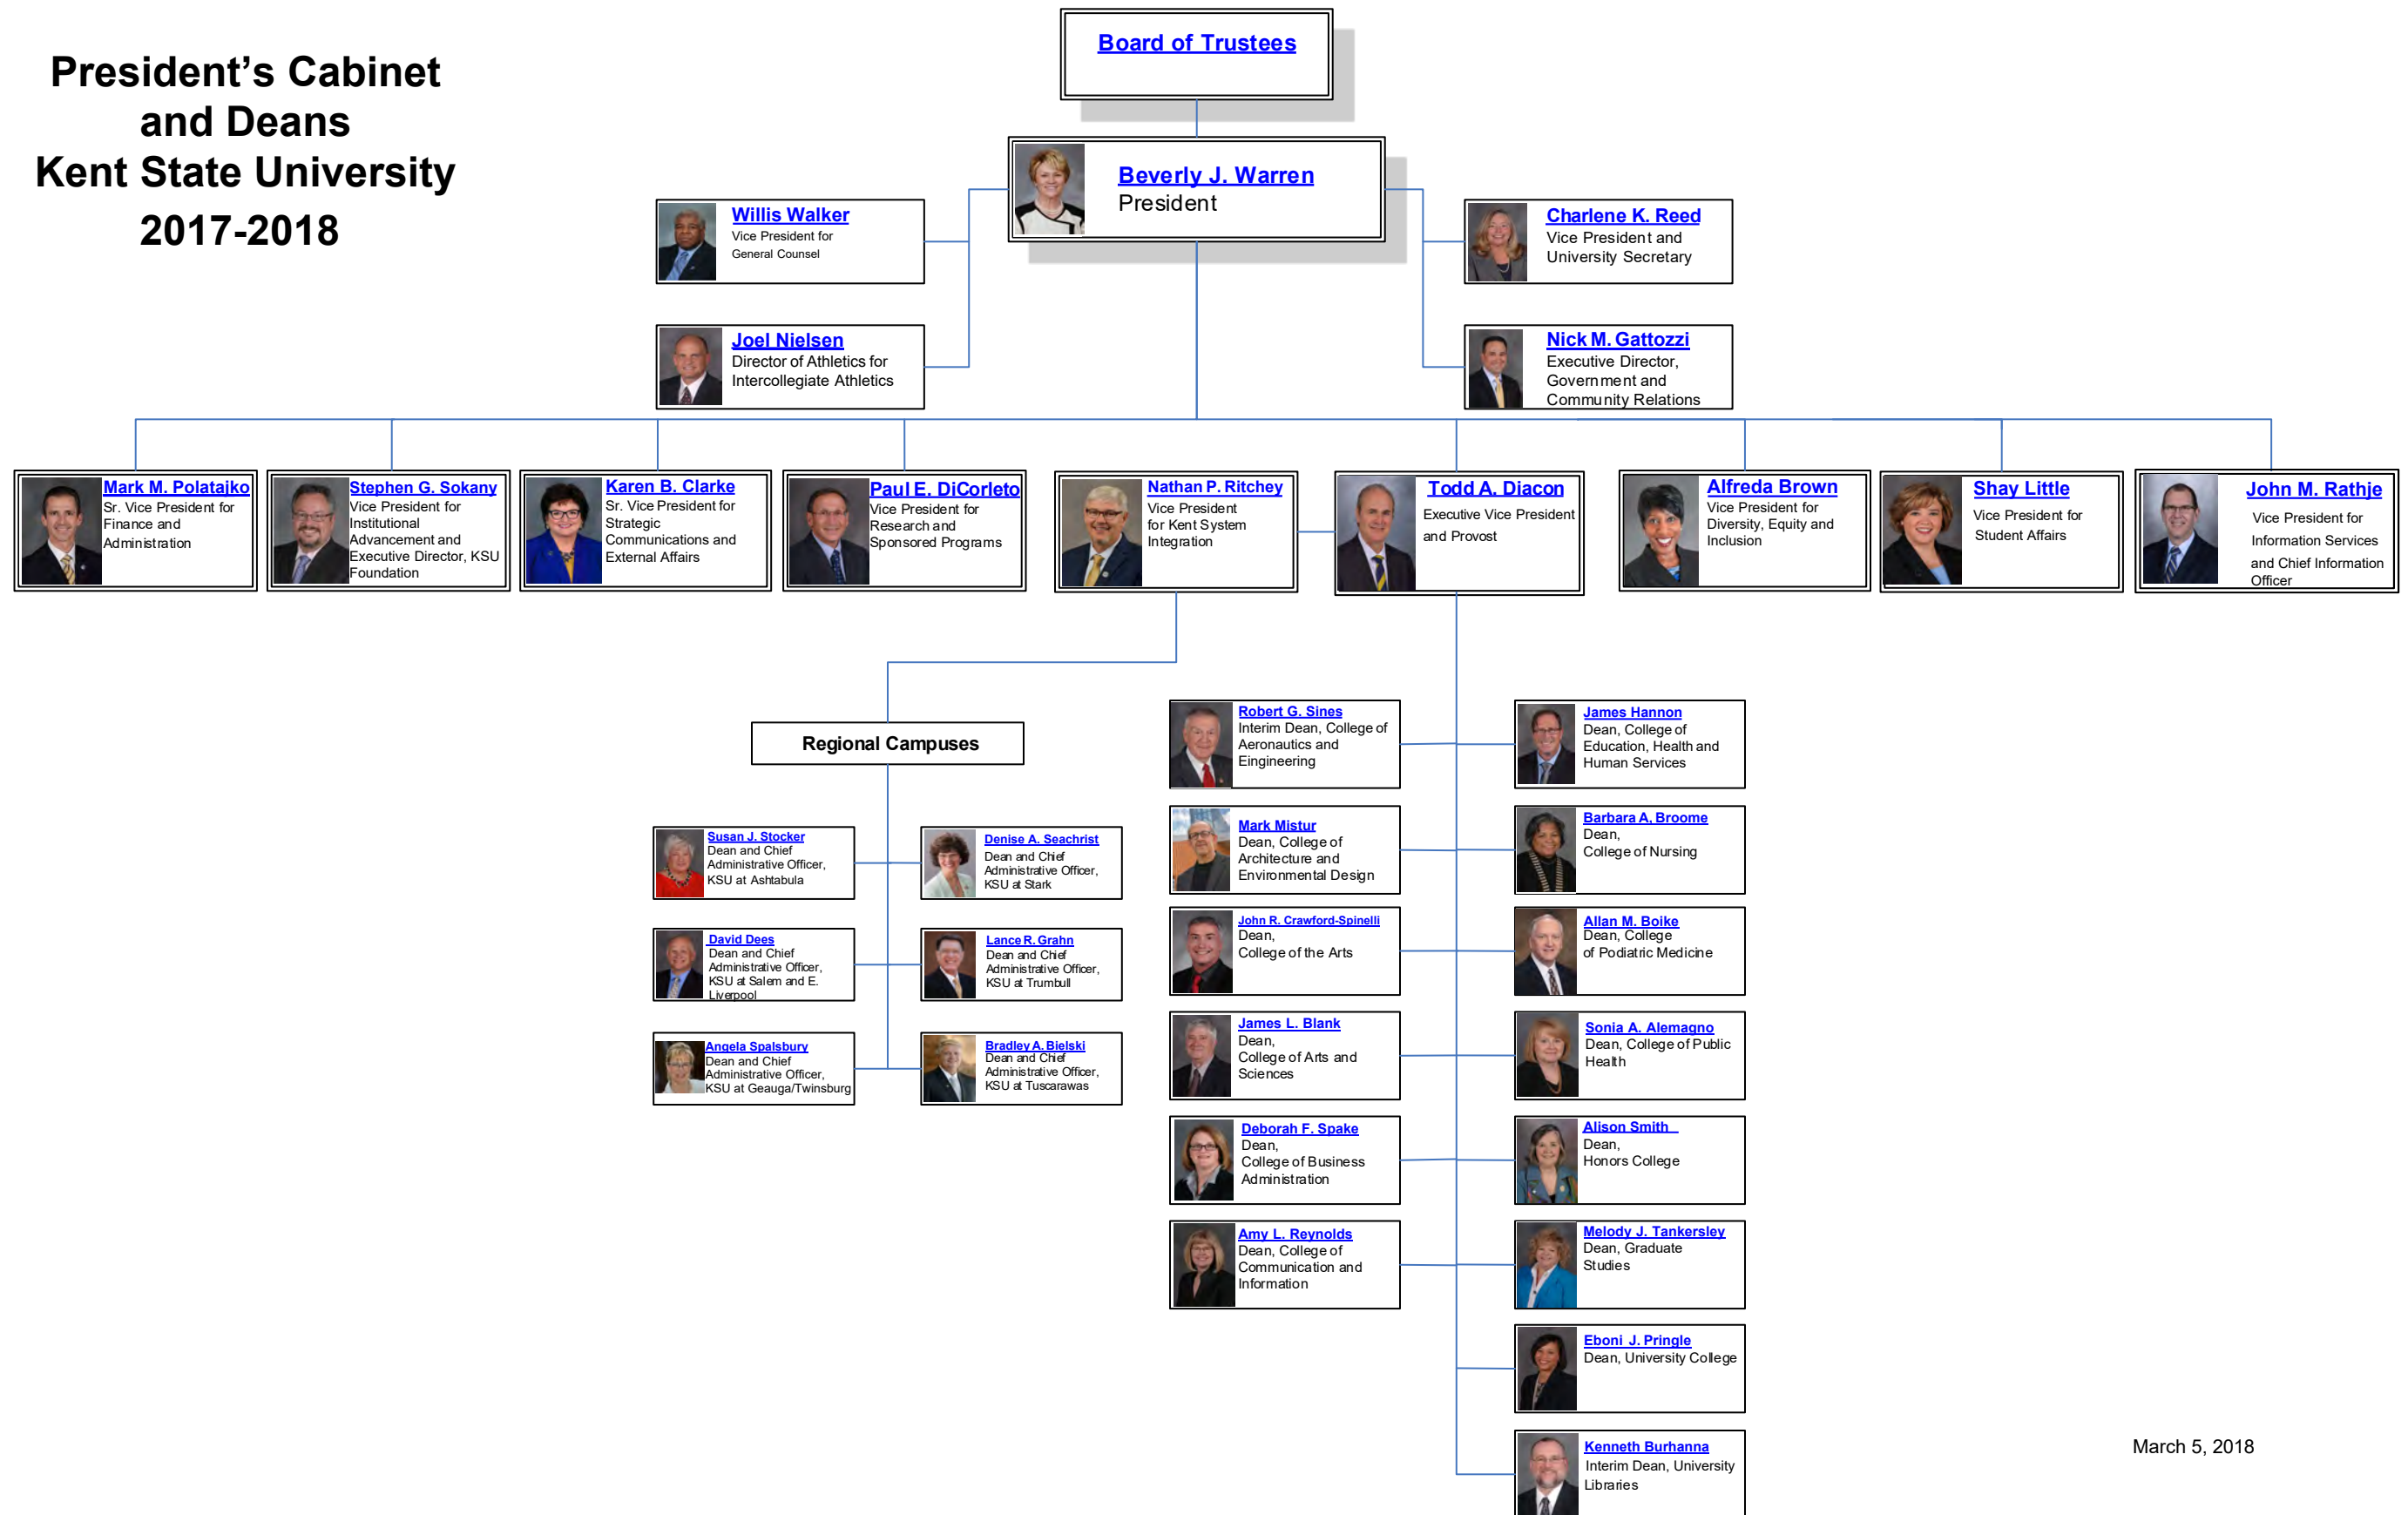 President’s Cabinet
and Deans
Kent State University
2017-2018
Board of Trustees
Beverly J. Warren
President
Willis Walker
Vice President for
General Counsel
Charlene K. Reed
Vice President and
University Secretary
Joel Nielsen
Director of Athletics for
Intercollegiate Athletics
Nick M. Gattozzi
Executive Director,
Government and
Community Relations
Mark M. Polatajko
Sr. Vice President for
Finance and
Administration
Stephen G. Sokany
Vice President for
Institutional
Advancement and
Executive Director, KSU
Foundation
Karen B. Clarke
Sr. Vice President for
Strategic
Communications and
External Affairs
Paul E. DiCorleto
Vice President for
Research and
Sponsored Programs
Nathan P. Ritchey
Vice President
for Kent System
Integration
Todd A. Diacon
Executive Vice President
and Provost
Alfreda Brown
Vice President for
Diversity, Equity and
Inclusion
Shay Little
Vice President for
Student Affairs
John M. Rathje
Vice President for
Information Services
and Chief Information
Officer
Regional Campuses
Susan J. Stocker
Dean and Chief
Administrative Officer,
KSU at Ashtabula
Denise A. Seachrist
Dean and Chief
Administrative Officer,
KSU at Stark
David Dees
Dean and Chief
Administrative Officer,
KSU at Salem and E.
Liverpool
Lance R. Grahn
Dean and Chief
Administrative Officer,
KSU at Trumbull
Angela Spalsbury
Dean and Chief
Administrative Officer,
KSU at Geauga/Twinsburg
Bradley A. Bielski
Dean and Chief
Administrative Officer,
KSU at Tuscarawas
Robert G. Sines
Interim Dean, College of
Aeronautics and
Eingineering
James Hannon
Dean, College of
Education, Health and
Human Services
Mark Mistur
Dean, College of
Architecture and
Environmental Design
Barbara A. Broome
Dean,
College of Nursing
John R. Crawford-Spinelli
Dean,
College of the Arts
Allan M. Boike
Dean, College
of Podiatric Medicine
James L. Blank
Dean,
College of Arts and
Sciences
Sonia A. Alemagno
Dean, College of Public
Health
Deborah F. Spake
Dean,
College of Business
Administration
Alison Smith
Dean,
Honors College
Amy L. Reynolds
Dean, College of
Communication and
Information
Melody J. Tankersley
Dean, Graduate
Studies
Eboni J. Pringle
Dean, University College
Kenneth Burhanna
Interim Dean, University
Libraries
March 5, 2018